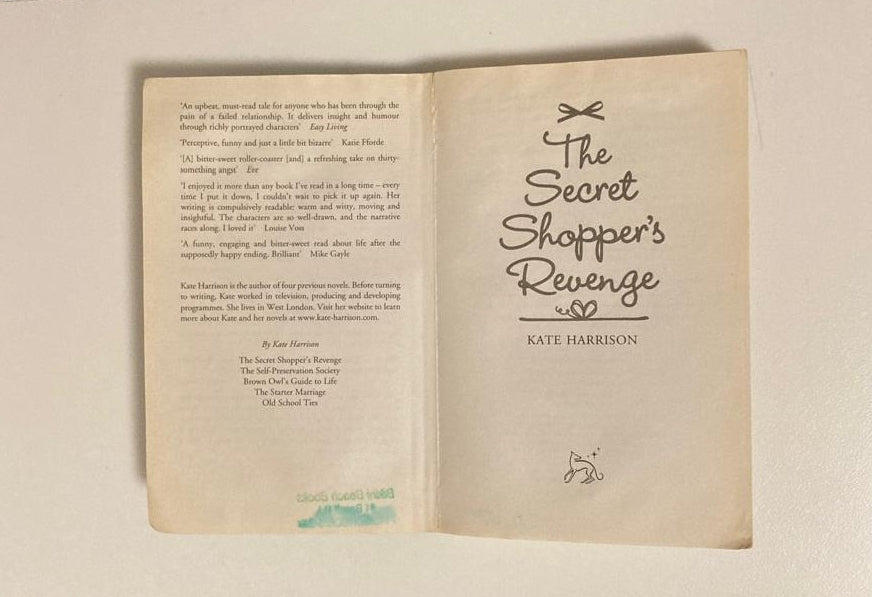 'An upbeat, must-read tale for anyone who has been through the
pain of a failed relationship. It delivers insight and humour
through richly portrayed characters' Easy Living
'Perceptive, funny and just a little bit bizarre' Katie Fforde
'[A] bitter-sweet roller-coaster [and] a refreshing take on thirty-
something angst' Eve
'I enjoyed it more than any book I've read in a long time – every
time I put it down, I couldn't wait to pick it up again. Her
writing is compulsively readable: warm and witty, moving and
insightful. The characters are so well-drawn, and the narrative
races along. I loved it' Louise Voss
'A funny, engaging and bitter-sweet read about life after the
supposedly happy ending. Brilliant' Mike Gayle
Kate Harrison is the author of four previous novels. Before turning
to writing, Kate worked in television, producing and developing
programmes. She lives in West London. Visit her website to learn
more about Kate and her novels at www.kate-harrison.com.
By Kate Harrison
The Secret Shopper's Revenge
The Self-Preservation Society
Brown Owl's Guide to Life
The Starter Marriage
Old School Ties
Beach Books
The
Secret
Shopper's
Revenge
KATE HARRISON